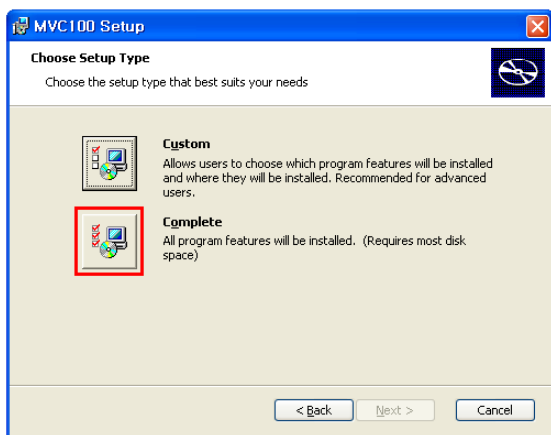 MVC100 Setup
Choose Setup Type
Choose the setup type that best suits your needs
Custom
Allows users to choose which program features will be installed
and where they will be installed. Recommended for advanced
users.
Complete
All program features will be installed. (Requires most disk
space)
< Back Next > Cancel